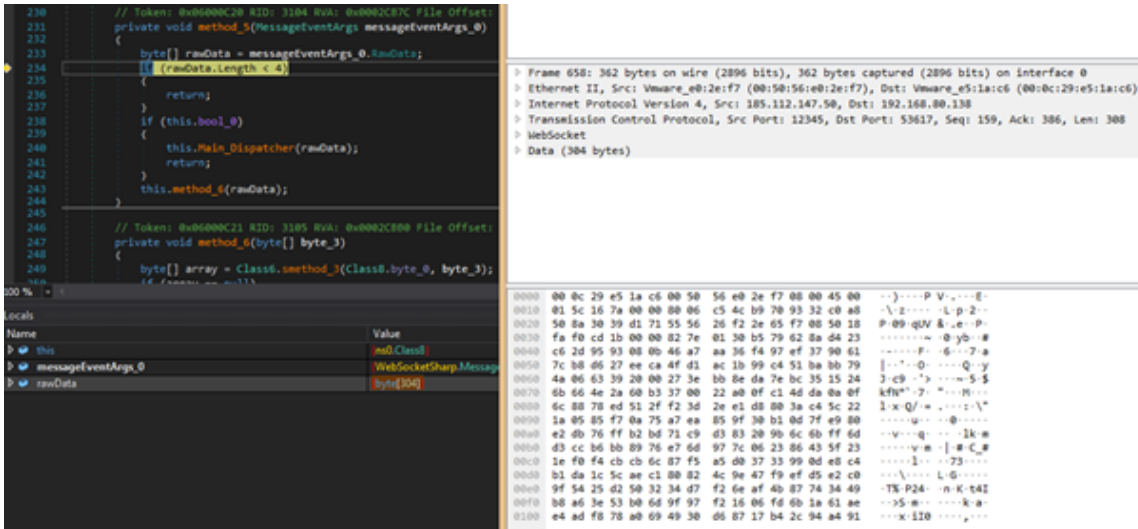 230 // Token: 0x06000C20 RID: 3104 RVA: 0x0002CB7C File Offset:
231 private void method_5(MessageEventArgs messageEventArgs_0)
232 {
233 byte[] rawData = messageEventArgs_0.RawData;
234 if (rawData.Length < 4)
235 {
236 return;
237 }
238 if (this.bool_0)
239 {
240 this.Main_Dispatcher(rawData);
241 return;
242 }
243 this.method_6(rawData);
244 }
245
246 // Token: 0x06000C21 RID: 3105 RVA: 0x0002CBB0 File Offset:
247 private void method_6(byte[] byte_3)
248 {
249 byte[] array = Class6.smethod_3(Class8.byte_0, byte_3);
100 %
Locals
Name Value
this ns0.Class8
messageEventArgs_0 WebSocketSharp.Message
rawData byte[304]
Frame 658: 362 bytes on wire (2896 bits), 362 bytes captured (2896 bits) on interface 0
Ethernet II, Src: Vmware_e0:2e:f7 (00:50:56:e0:2e:f7), Dst: Vmware_e5:1a:c6 (00:0c:29:e5:1a:c6)
Internet Protocol Version 4, Src: 185.112.147.50, Dst: 192.168.80.138
Transmission Control Protocol, Src Port: 12345, Dst Port: 53617, Seq: 159, Ack: 386, Len: 308
WebSocket
Data (304 bytes)
0000 00 0c 29 e5 1a c6 00 50 56 e0 2e f7 08 00 45 00
0010 01 5c 16 7a 00 00 80 06 c5 4c b9 70 93 32 c0 a8
0020 50 8a 30 39 d1 71 55 56 26 f2 2e 65 f7 08 50 18
0030 fa f0 cd 1b 00 00 82 7e 01 30 b5 79 62 8a d4 23
0040 c6 2d 95 93 08 0b 46 a7 aa 36 f4 97 ef 37 90 61
0050 7c b8 d6 27 ee ca 4f d1 ac 1b 99 c4 51 ba bb 79
0060 4a 06 63 39 20 00 27 3e bb 8e da 7e bc 35 15 24
0070 6b 66 4e 2a 60 b3 37 00 22 a0 0f c1 4d da 0a 0f
0080 6c 88 78 ed 51 2f f2 3d 2e e1 d8 80 3a c4 5c 22
0090 1a 05 85 f7 0a 75 a7 ea 85 9f 30 b1 0d 7f e9 80
00a0 e2 db 76 ff b2 bd 71 c9 d3 83 20 9b 6c 6b ff 6d
00b0 d3 cc b6 bb 89 76 e7 6d 97 7c 06 23 86 43 5f 23
00c0 1e f0 f4 cb cb 6c 87 f5 a5 d0 37 33 99 0d e8 c4
00d0 b1 da 1c 5c ae c1 80 82 4c 9e 47 f9 ef d5 e2 c0
00e0 9f 54 25 d2 50 32 34 d7 f2 6e af 4b 87 74 34 49
00f0 b8 a6 3e 53 b0 6d 9f 97 f2 16 06 fd 6b 1a 61 ae
0100 e4 ad f8 78 a0 69 49 30 d6 87 17 b4 2c 94 a4 91